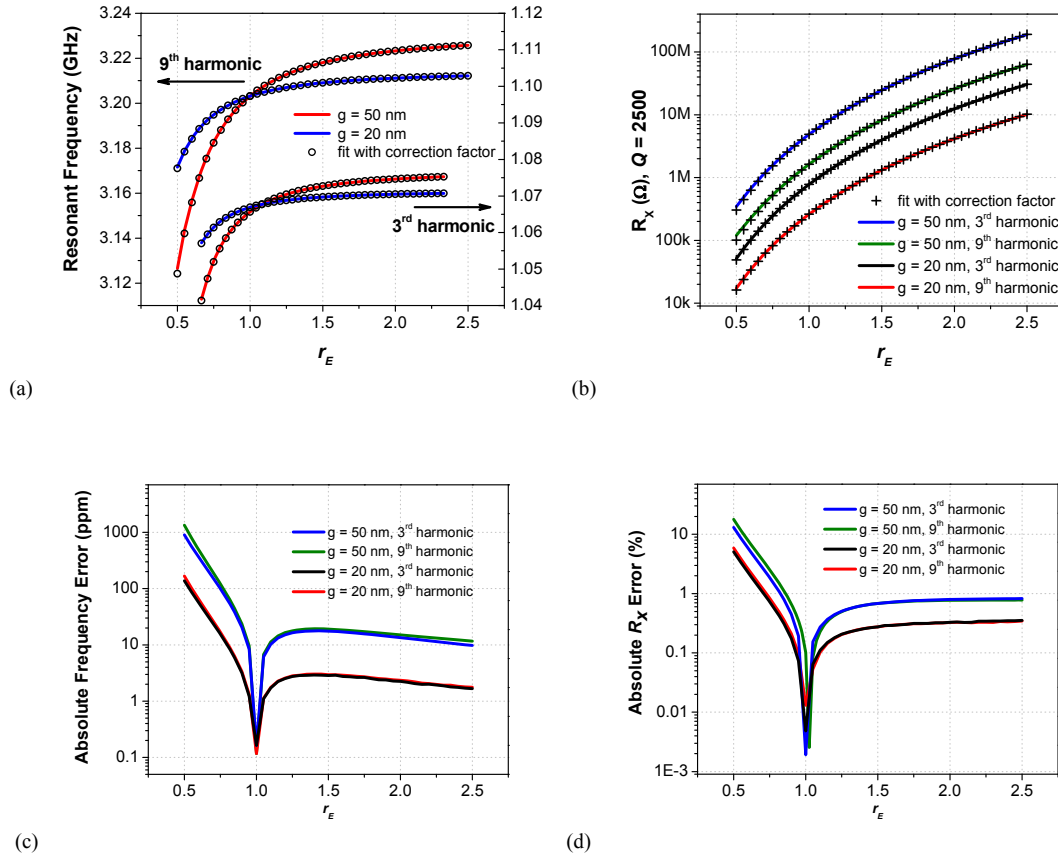 3.24
3.22
3.20
3.18
3.16
3.14
3.12
Resonant Frequency (GHz)
9th harmonic
g = 50 nm
g = 20 nm
fit with correction factor
3rd harmonic
1.12
1.11
1.10
1.09
1.08
1.07
1.06
1.05
1.04
0.5 1.0 1.5 2.0 2.5
rE
(a)
100M
10M
1M
100k
10k
RX (Ω), Q = 2500
fit with correction factor
g = 50 nm, 3rd harmonic
g = 50 nm, 9th harmonic
g = 20 nm, 3rd harmonic
g = 20 nm, 9th harmonic
0.5 1.0 1.5 2.0 2.5
rE
(b)
1000
100
10
1
0.1
Absolute Frequency Error (ppm)
g = 50 nm, 3rd harmonic
g = 50 nm, 9th harmonic
g = 20 nm, 3rd harmonic
g = 20 nm, 9th harmonic
0.5 1.0 1.5 2.0 2.5
rE
(c)
10
1
0.1
0.01
1E-3
Absolute RX Error (%)
g = 50 nm, 3rd harmonic
g = 50 nm, 9th harmonic
g = 20 nm, 3rd harmonic
g = 20 nm, 9th harmonic
0.5 1.0 1.5 2.0 2.5
rE
(d)